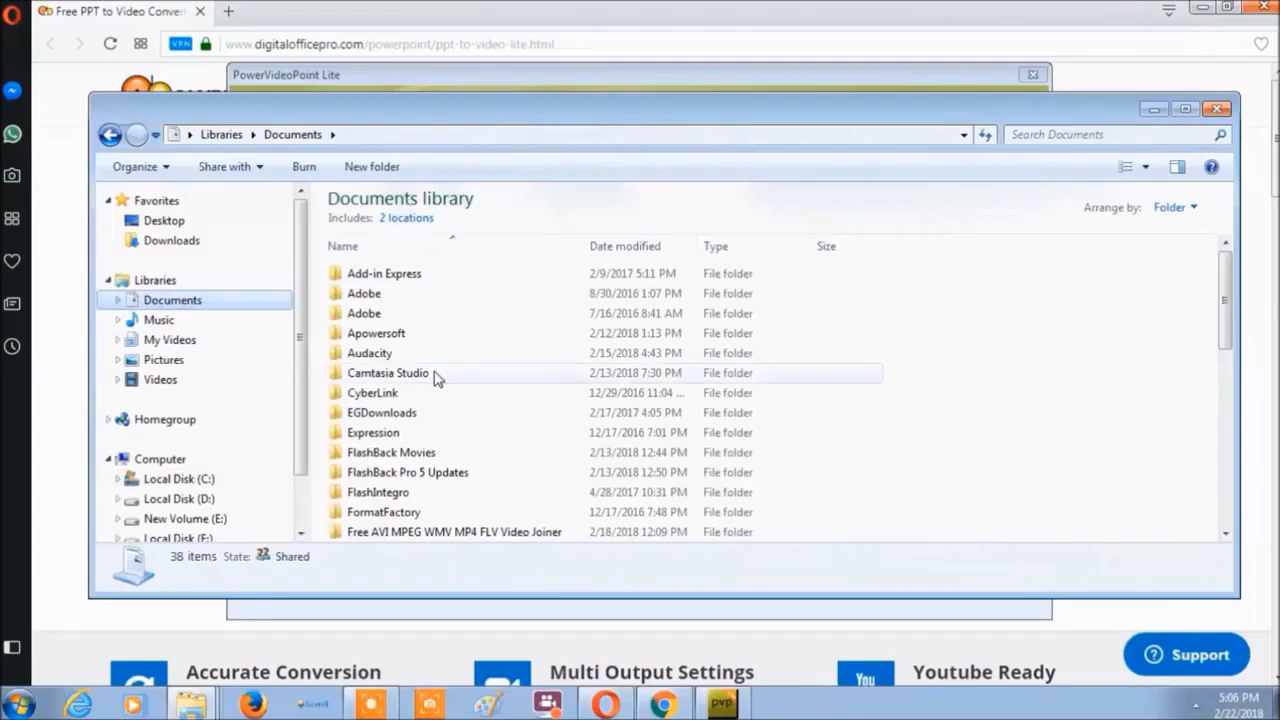 Free PPT to Video Conver
www.digitalofficepro.com/powerpoint/ppt-to-video-lite.html
VPN
PowerVideoPoint Lite
Libraries Documents
Search Documents
Organize Share with Burn New folder
Favorites
Desktop
Downloads
Libraries
Documents
Music
My Videos
Pictures
Videos
Homegroup
Computer
Local Disk (C:)
Local Disk (D:)
New Volume (E:)
Local Disk (F:)
Documents library
Includes: 2 locations
Arrange by: Folder
Name Date modified Type Size
Add-in Express 2/9/2017 5:11 PM File folder
Adobe 8/30/2016 1:07 PM File folder
Adobe 7/16/2016 8:41 AM File folder
Apowersoft 2/12/2018 1:13 PM File folder
Audacity 2/15/2018 4:43 PM File folder
Camtasia Studio 2/13/2018 7:30 PM File folder
CyberLink 12/29/2016 11:04 ... File folder
EGDownloads 2/17/2017 4:05 PM File folder
Expression 12/17/2016 7:01 PM File folder
FlashBack Movies 2/13/2018 12:44 PM File folder
FlashBack Pro 5 Updates 2/13/2018 12:50 PM File folder
FlashIntegro 4/28/2017 10:31 PM File folder
FormatFactory 12/17/2016 7:48 PM File folder
Free AVI MPEG WMV MP4 FLV Video Joiner 2/18/2018 12:09 PM File folder
38 items State: Shared
Support
Accurate Conversion
Multi Output Settings
You
Youtube Ready
pvp
5:06 PM
2/22/2018